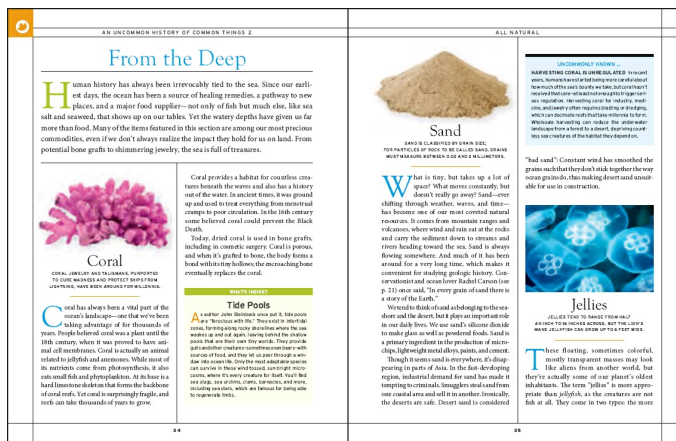 AN UNCOMMON HISTORY OF COMMON THINGS 2
From the Deep
Human history has always been irrevocably tied to the sea. Since our earli-
est days, the ocean has been a source of healing remedies, a pathway to new
places, and a major food supplier—not only of fish but much else, like sea
salt and seaweed, that shows up on our tables. Yet the watery depths have given us far
more than food. Many of the items featured in this section are among our most precious
commodities, even if we don't always realize the impact they hold for us on land. From
potential bone grafts to shimmering jewelry, the sea is full of treasures.
Coral
CORAL JEWELRY AND TALISMANS, PURPORTED
TO CURE MADNESS AND PROTECT SHIPS FROM
LIGHTNING, HAVE BEEN AROUND FOR MILLENNIA.
Coral has always been a vital part of the
ocean's landscape—one that we've been
taking advantage of for thousands of
years. People believed coral was a plant until the
18th century, when it was proved to have ani-
mal cell membranes. Coral is actually an animal
related to jellyfish and anemones. While most of
its nutrients come from photosynthesis, it also
eats small fish and phytoplankton. At its base is a
hard limestone skeleton that forms the backbone
of coral reefs. Yet coral is surprisingly fragile, and
reefs can take thousands of years to grow.
Coral provides a habitat for countless crea-
tures beneath the waves and also has a history
out of the water. In ancient times, it was ground
up and used to treat everything from menstrual
cramps to poor circulation. In the 16th century
some believed coral could prevent the Black
Death.
Today, dried coral is used in bone grafts,
including in cosmetic surgery. Coral is porous,
and when it's grafted to bone, the body forms a
bond with its tiny hollows; the encroaching bone
eventually replaces the coral.
WHAT'S INSIDE?
Tide Pools
As author John Steinbeck once put it, tide pools
are "ferocious with life." They exist in intertidal
zones, forming along rocky shorelines where the sea
washes up and out again, leaving behind the shallow
pools that are their own tiny worlds. They provide
gulls and another creatures—sometimes even bears—with
sources of food, and they let us peer through a win-
dow into ocean life. Only the most adaptable species
can survive in these wind-tossed, sun-bright micro-
cosms, where it's every creature for itself. You'll find
sea slugs, sea urchins, clams, barnacles, and more,
including sea stars, which are famous for being able
to regenerate limbs.
34
ALL NATURAL
Sand
SAND IS CLASSIFIED BY GRAIN SIZE;
FOR PARTICLES OF ROCK TO BE CALLED SAND, GRAINS
MUST MEASURE BETWEEN 0.02 AND 2 MILLIMETERS.
What is tiny, but takes up a lot of
space? What moves constantly, but
doesn't really go away? Sand—ever
shifting through weather, waves, and time—
has become one of our most coveted natural
resources. It comes from mountain ranges and
volcanoes, where wind and rain eat at the rocks
and carry the sediment down to streams and
rivers heading toward the sea. Sand is always
flowing somewhere. And much of it has been
around for a very long time, which makes it
convenient for studying geologic history. Con-
servationist and ocean lover Rachel Carson (see
p. 21) once said, "In every grain of sand there is
a story of the Earth."
We tend to think of sand as belonging to the sea-
shore and the desert, but it plays an important role
in our daily lives. We use sand's silicone dioxide
to make glass as well as powdered foods. Sand is
a primary ingredient in the production of micro-
chips, lightweight metal alloys, paints, and cement.
Though it seems sand is everywhere, it's disap-
pearing in parts of Asia. In the fast-developing
region, industrial demand for sand has made it
tempting to criminals. Smugglers steal sand from
one coastal area and sell it to another. Ironically,
the deserts are safe. Desert sand is considered
UNCOMMONLY KNOWN ...
HARVESTING CORAL IS UNREGULATED In recent
years, humans have started being more careful about
how much of the sea's bounty we take, but coral hasn't
received that care—at least not enough to trigger seri-
ous regulation. Harvesting coral for industry, medi-
cine, and jewelry often requires blasting or dredging,
which can decimate reefs that take millennia to form.
Wholesale harvesting can reduce the underwater
landscape from a forest to a desert, depriving count-
less sea creatures of the habitat they depend on.
"bad sand": Constant wind has smoothed the
grains such that they don't stick together the way
ocean grains do, thus making desert sand unsuit-
able for use in construction.
Jellies
JELLIES TEND TO RANGE FROM HALF
AN INCH TO 16 INCHES ACROSS, BUT THE LION'S
MANE JELLYFISH CAN GROW UP TO 6 FEET WIDE.
These floating, sometimes colorful,
mostly transparent masses may look
like aliens from another world, but
they're actually some of our planet's oldest
inhabitants. The term "jellies" is more appro-
priate than jellyfish, as the creatures are not
fish at all. They come in two types: the more
35